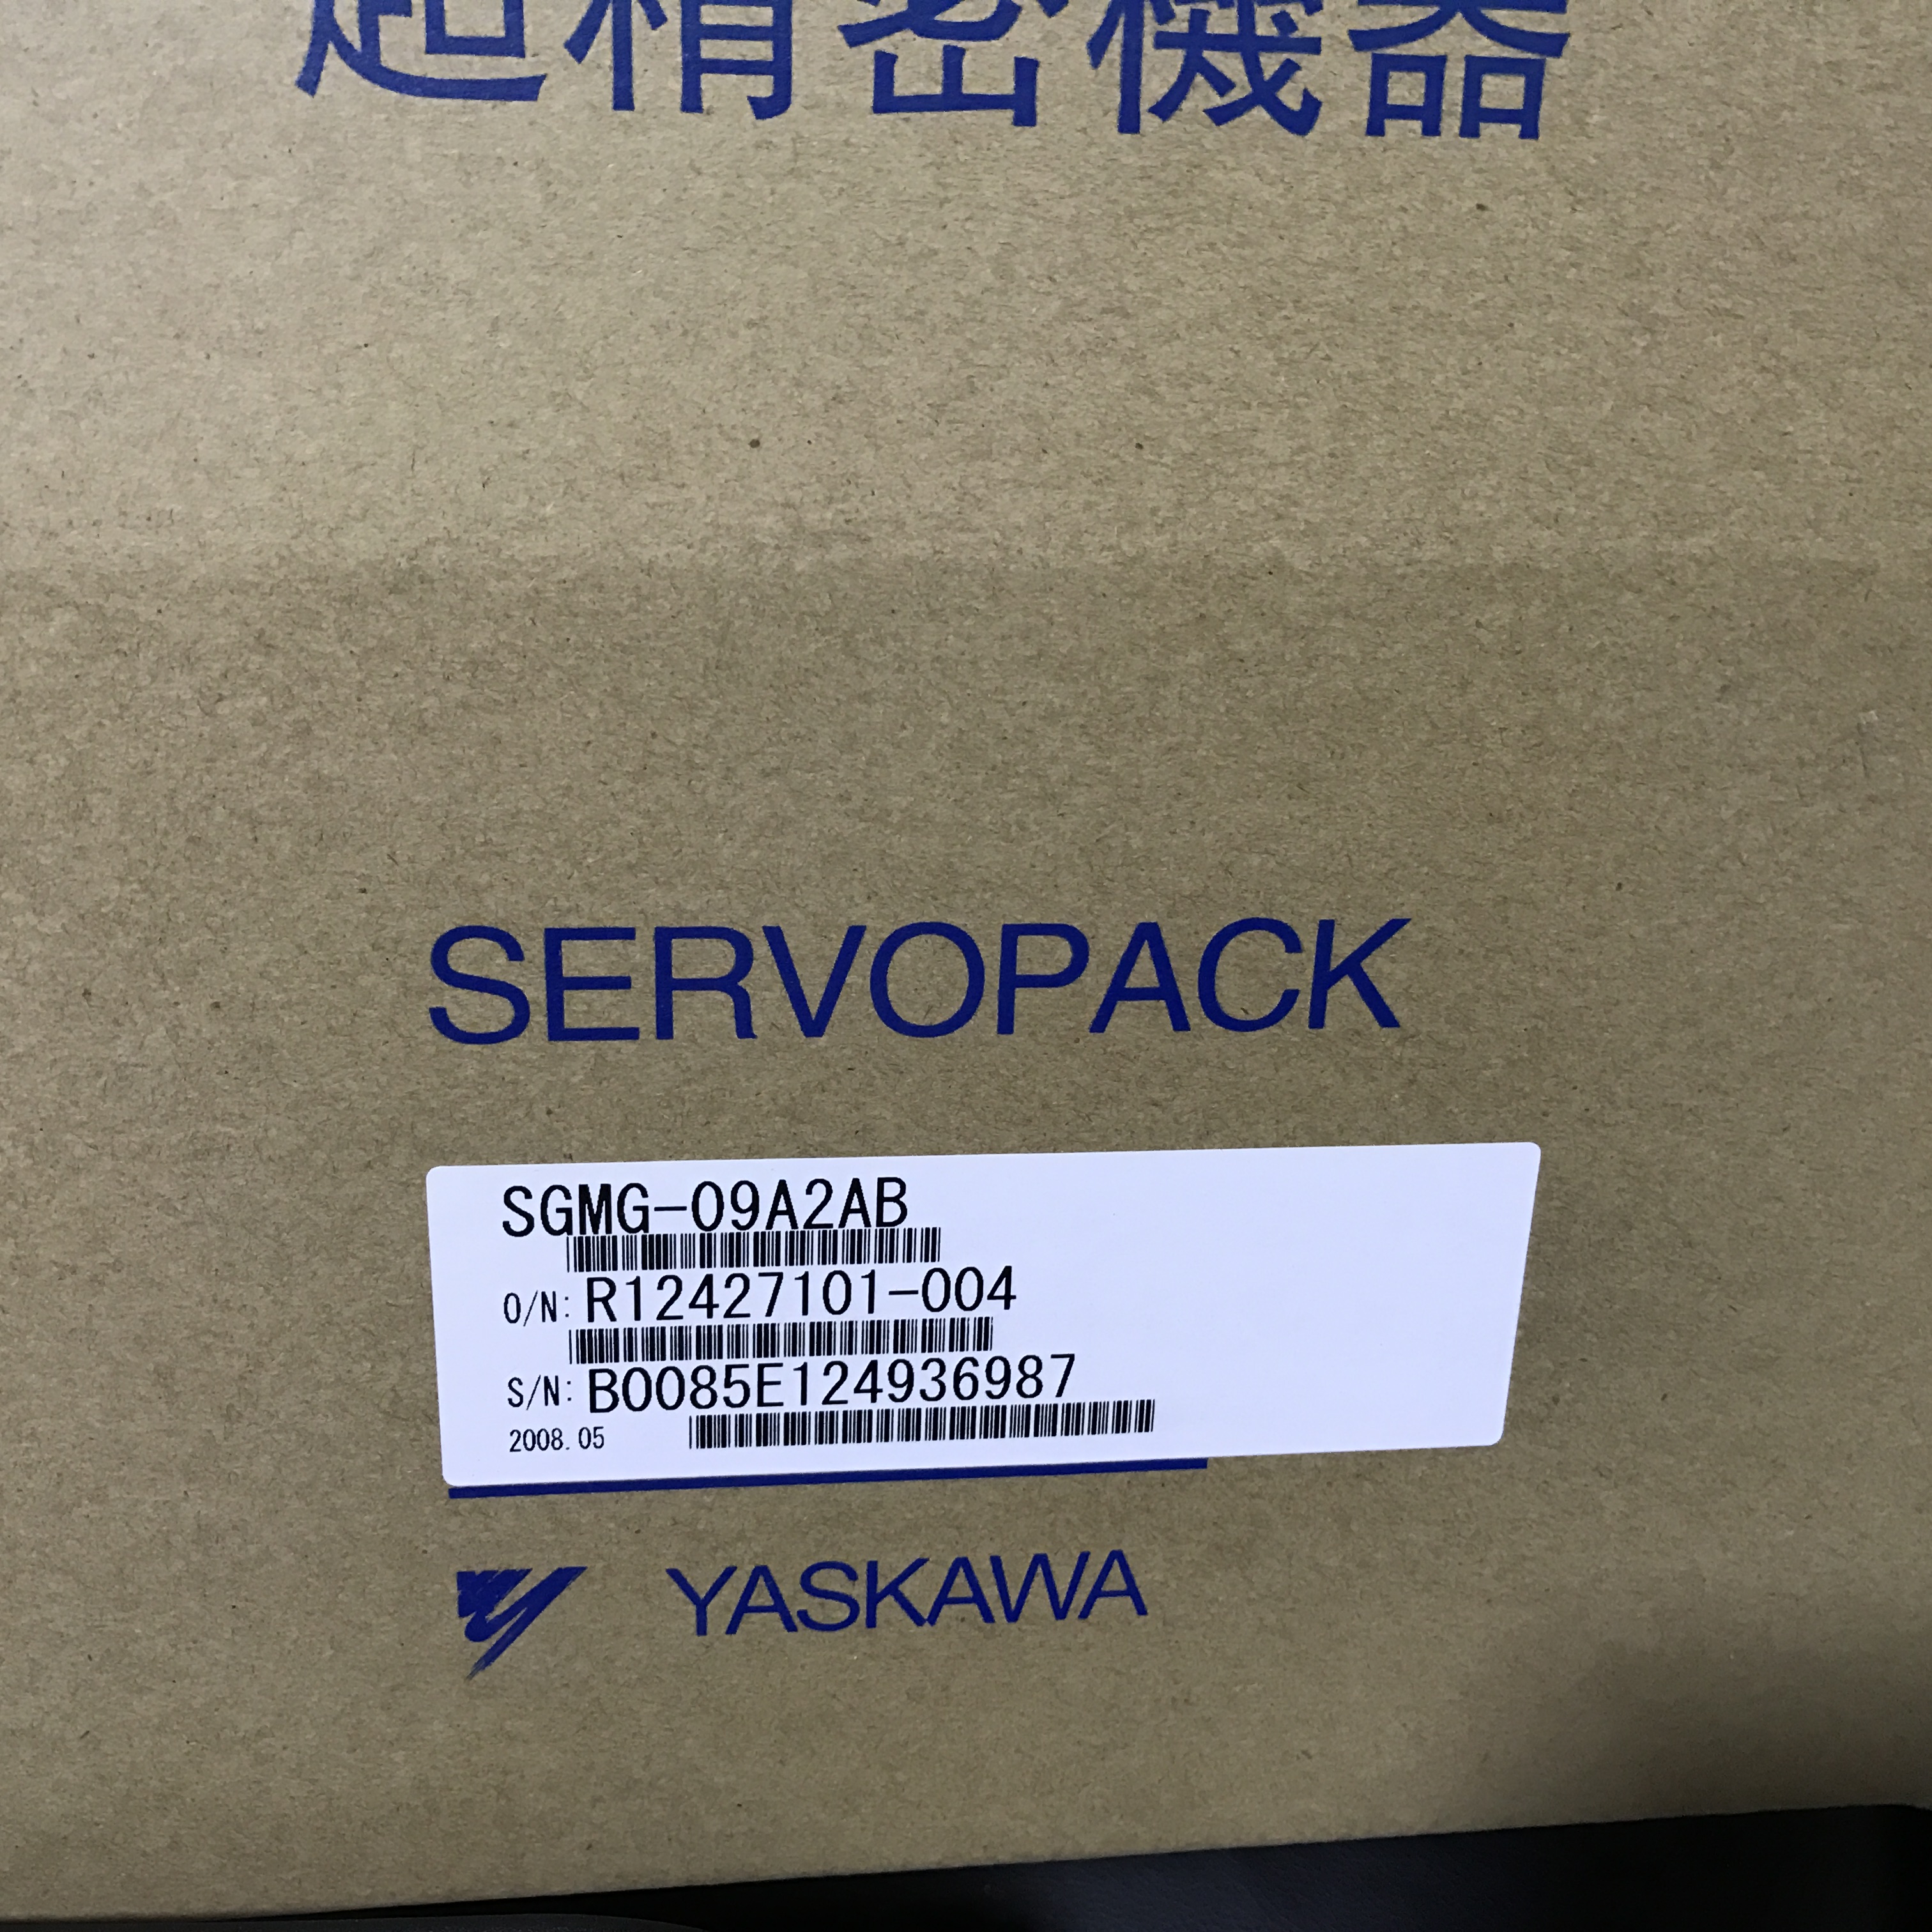 超精密機器
SERVOPACK
SGMG-09A2AB
O/N: R12427101-004
S/N: B0085E124936987
2008.05
YASKAWA